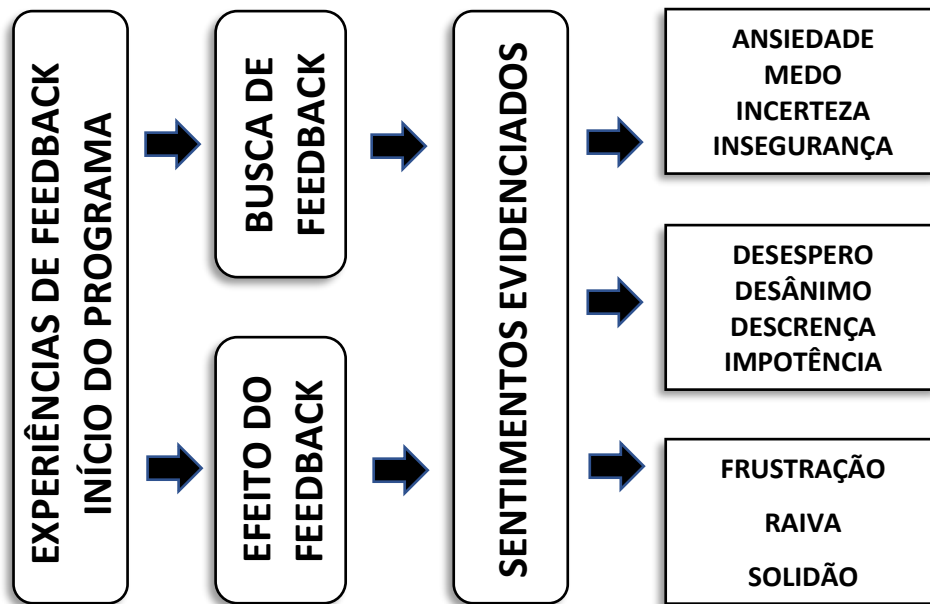 EXPERIÊNCIAS DE FEEDBACK
INÍCIO DO PROGRAMA
BUSCA DE
FEEDBACK
EFEITO DO
FEEDBACK
SENTIMENTOS EVIDENCIADOS
ANSIEDADE
MEDO
INCERTEZA
INSEGURANÇA
DESESPERO
DESÂNIMO
DESCRENÇA
IMPOTÊNCIA
FRUSTRAÇÃO
RAIVA
SOLIDÃO